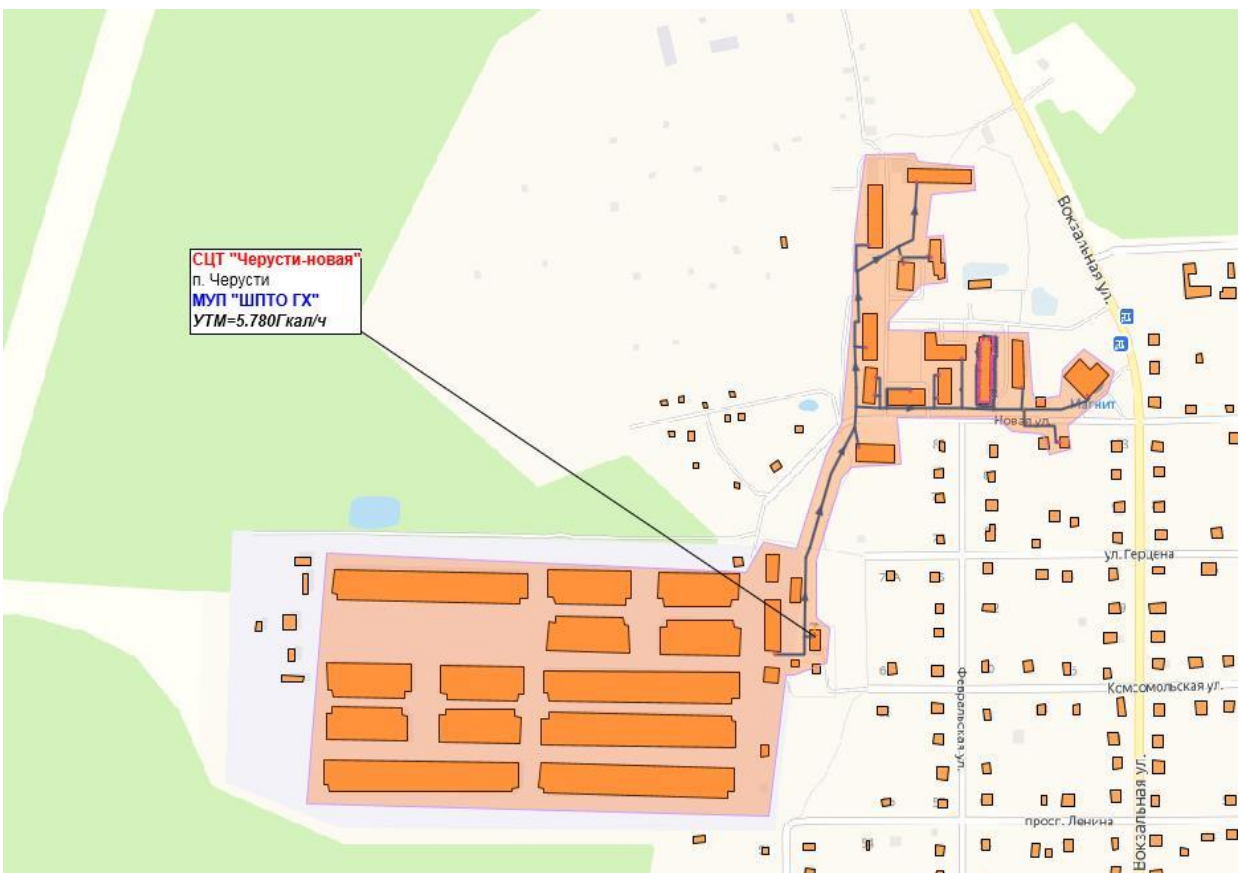 Вокзальная ул.
СЦТ "Черусти-новая"
п. Черусти
МУП "ШПТО ГХ"
УТМ=5.780Гкал/ч
Магнит
Новая ул.
ул. Герцена
Февральская ул.
Комсомольская ул.
просп. Ленина
Вокзальная ул.